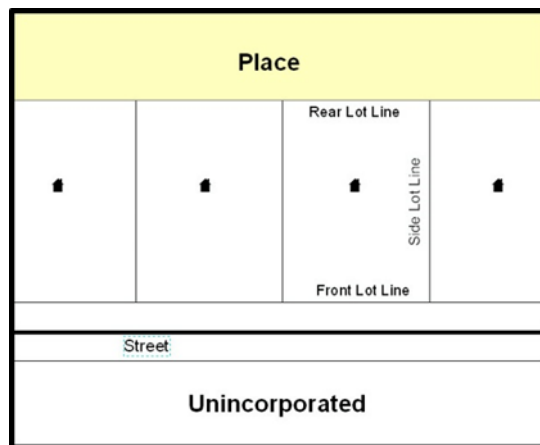 Place
Rear Lot Line
Side Lot Line
Front Lot Line
Street
Unincorporated